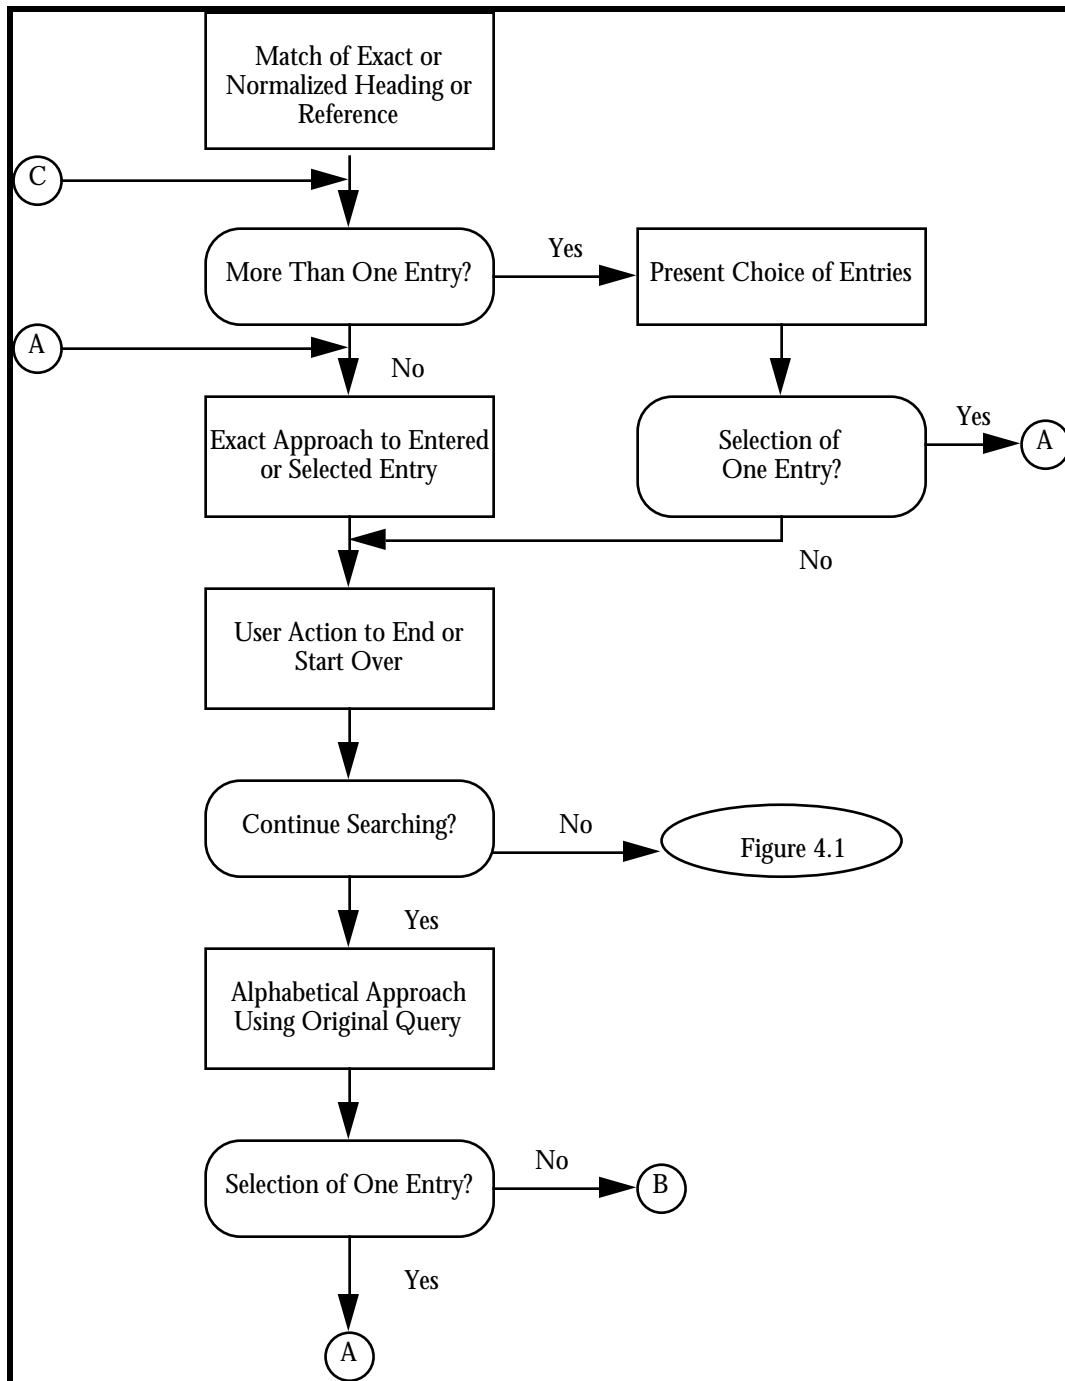 Match of Exact or
Normalized Heading or
Reference
C
More Than One Entry?
Yes
Present Choice of Entries
A
No
Exact Approach to Entered
or Selected Entry
Selection of
One Entry?
Yes
A
No
User Action to End or
Start Over
Continue Searching?
No
Figure 4.1
Yes
Alphabetical Approach
Using Original Query
Selection of One Entry?
No
B
Yes
A